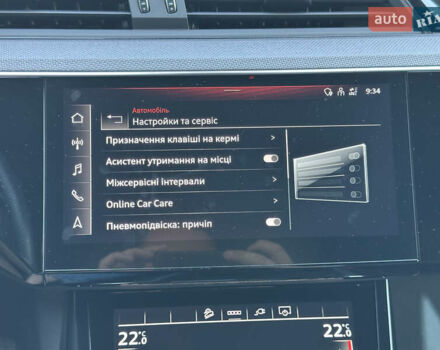 auto
RIA
9:34
Автомобіль
Настройки та сервіс
Призначення клавіші на кермі
Асистент утримання на місці
Міжсервісні інтервали
Online Car Care
Пневмопідвіска: причіп
22.0°C 22.0°C